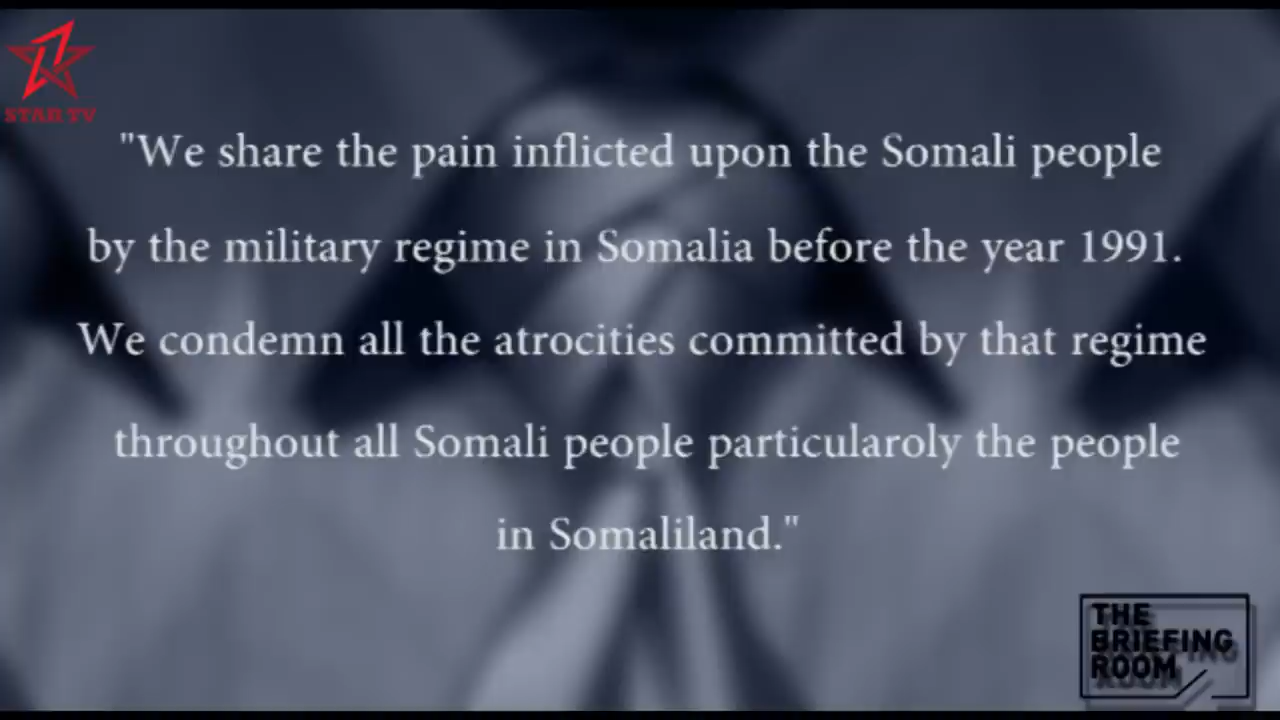 STAR TV
"We share the pain inflicted upon the Somali people
by the military regime in Somalia before the year 1991.
We condemn all the atrocities committed by that regime
throughout all Somali people particularoly the people
in Somaliland."
THE
BRIEFING
ROOM